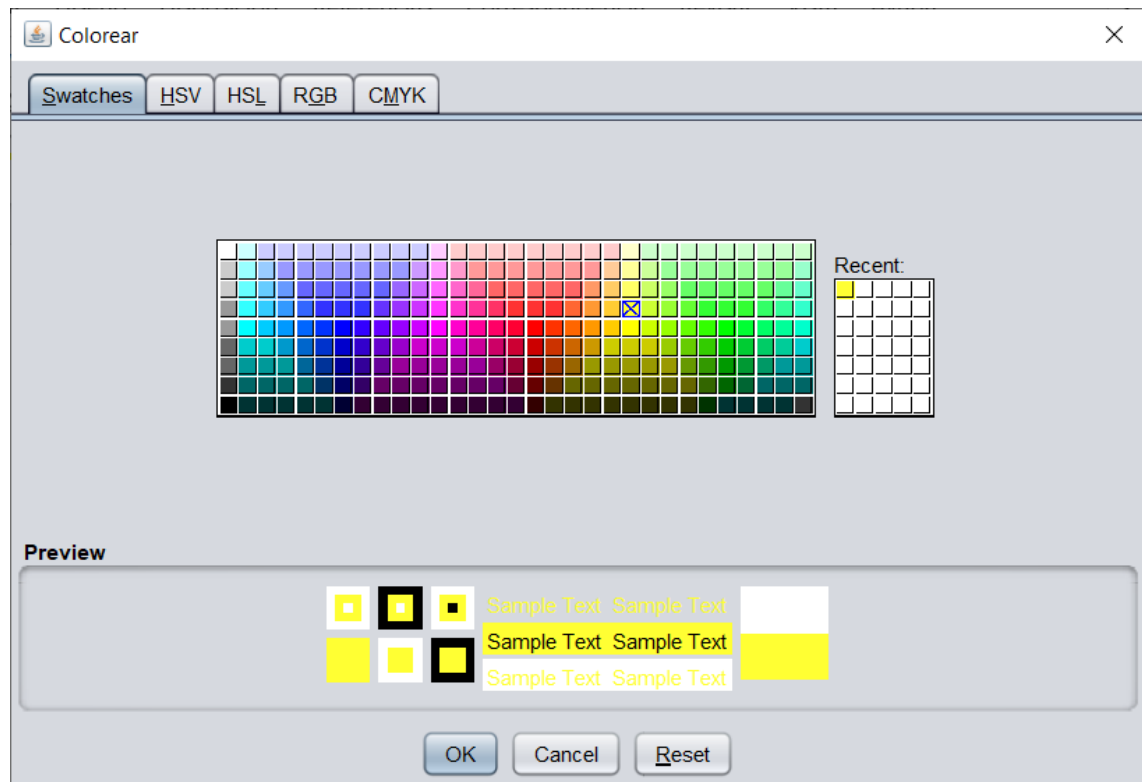 Colorear
Swatches HSV HSL RGB CMYK
Recent:
Preview
Sample Text Sample Text
Sample Text Sample Text
Sample Text Sample Text
OK Cancel Reset